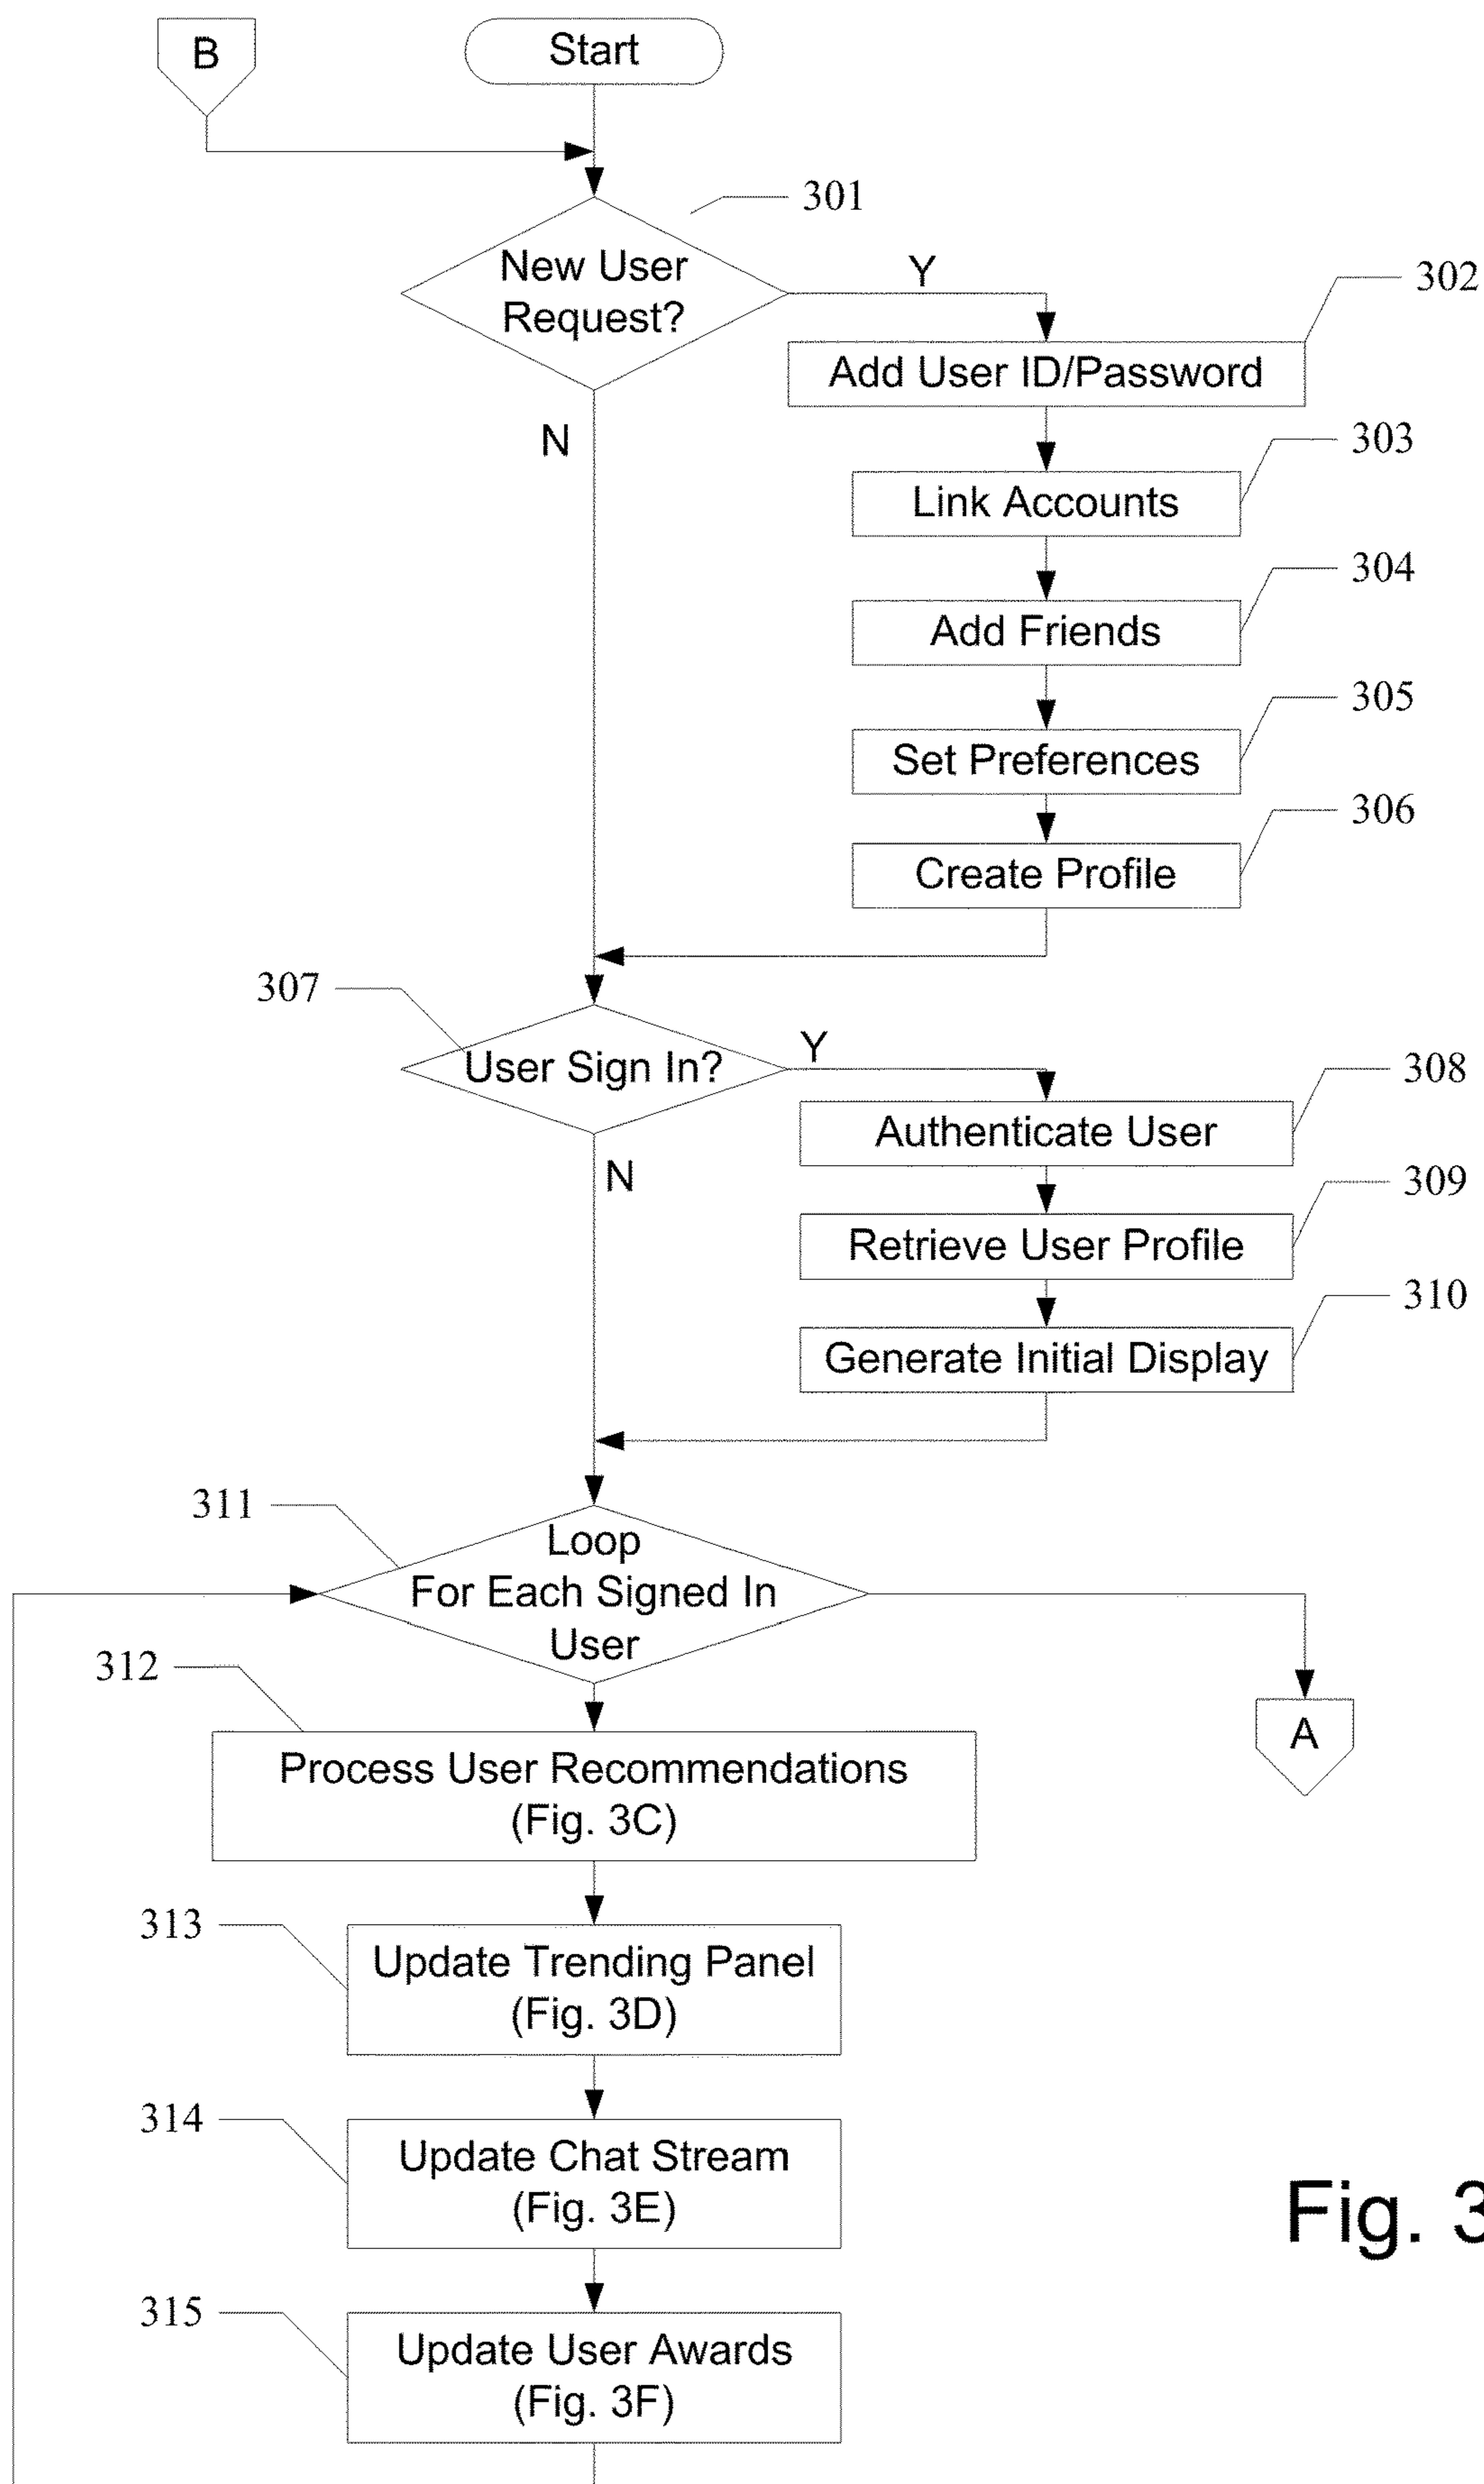 B
Start
301
New User
Request?
Y
302
Add User ID/Password
N
303
Link Accounts
304
Add Friends
305
Set Preferences
306
Create Profile
307
User Sign In?
Y
308
Authenticate User
N
309
Retrieve User Profile
310
Generate Initial Display
311
Loop
For Each Signed In
User
312
A
Process User Recommendations
(Fig. 3C)
313
Update Trending Panel
(Fig. 3D)
314
Update Chat Stream
(Fig. 3E)
Fig. 3
315
Update User Awards
(Fig. 3F)